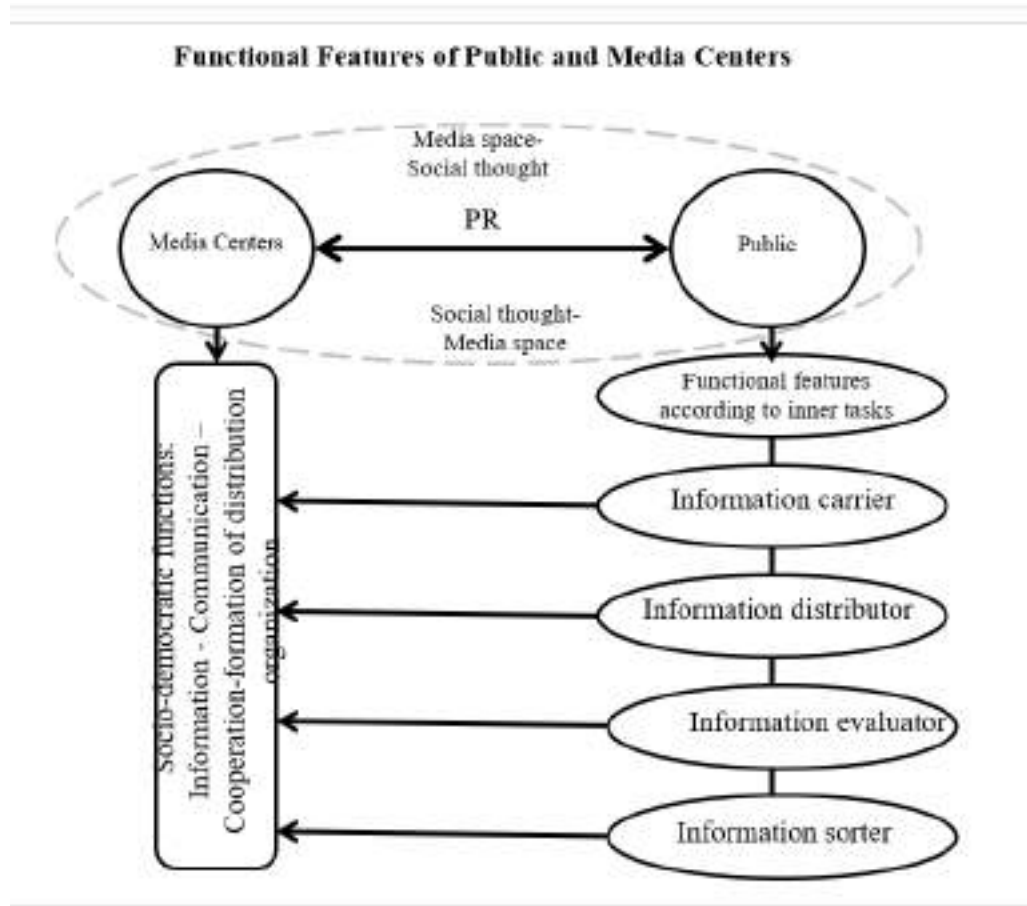 Functional Features of Public and Media Centers
Media space-
Social thought
PR
Media Centers
Public
Social thought-
Media space
Functional features
according to inner tasks
Socio-democratic functions:
Information - Communication –
Cooperation-formation of distribution
organization
Information carrier
Information distributor
Information evaluator
Information sorter